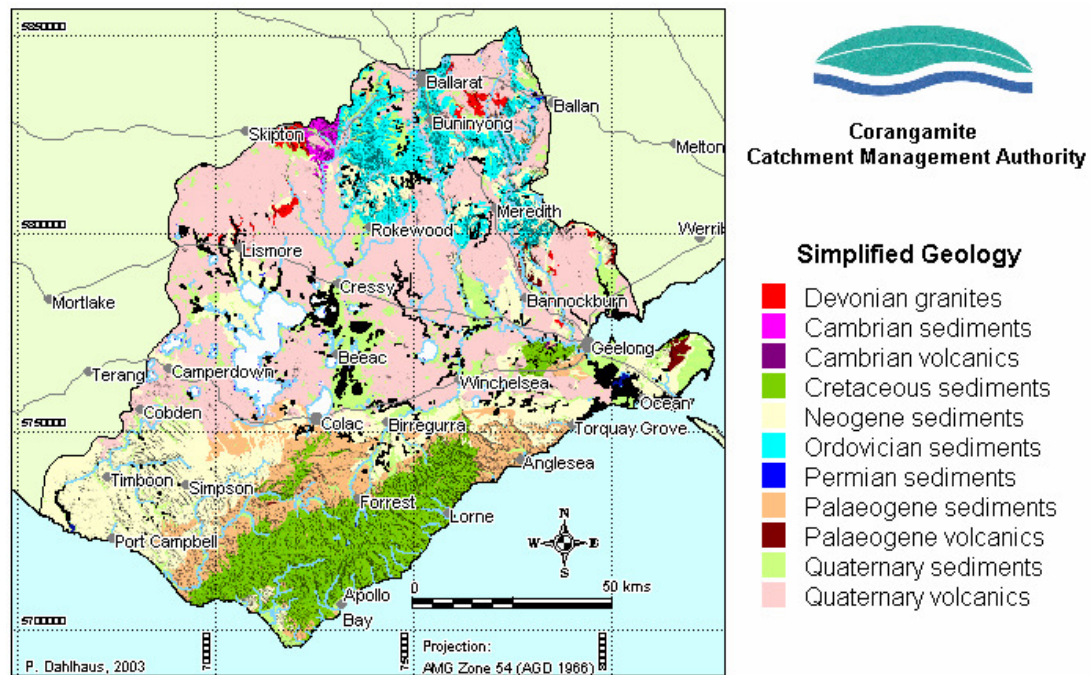 5850000
Ballarat
Ballan
Buninyong
Skipton
Melton
Meredith
5800000
Rokewood
Lismore
Cressy
Mortlake
Bannockburn
Geelong
Beeac
Terang
Camperdown
Winchelsea
Cobden
Ocean
Grove
5750000
Colac
Birregurra
Torquay
Anglesea
Timboon
Simpson
Forrest
Lorne
Port Campbell
N
W
E
S
0
50 kms
Apollo
Bay
5700000
P. Dahlhaus, 2003
Projection:
AMG Zone 54 (AGD 1966)
Corangamite
Catchment Management Authority
Simplified Geology
Devonian granites
Cambrian sediments
Cambrian volcanics
Cretaceous sediments
Neogene sediments
Ordovician sediments
Permian sediments
Palaeogene sediments
Palaeogene volcanics
Quaternary sediments
Quaternary volcanics